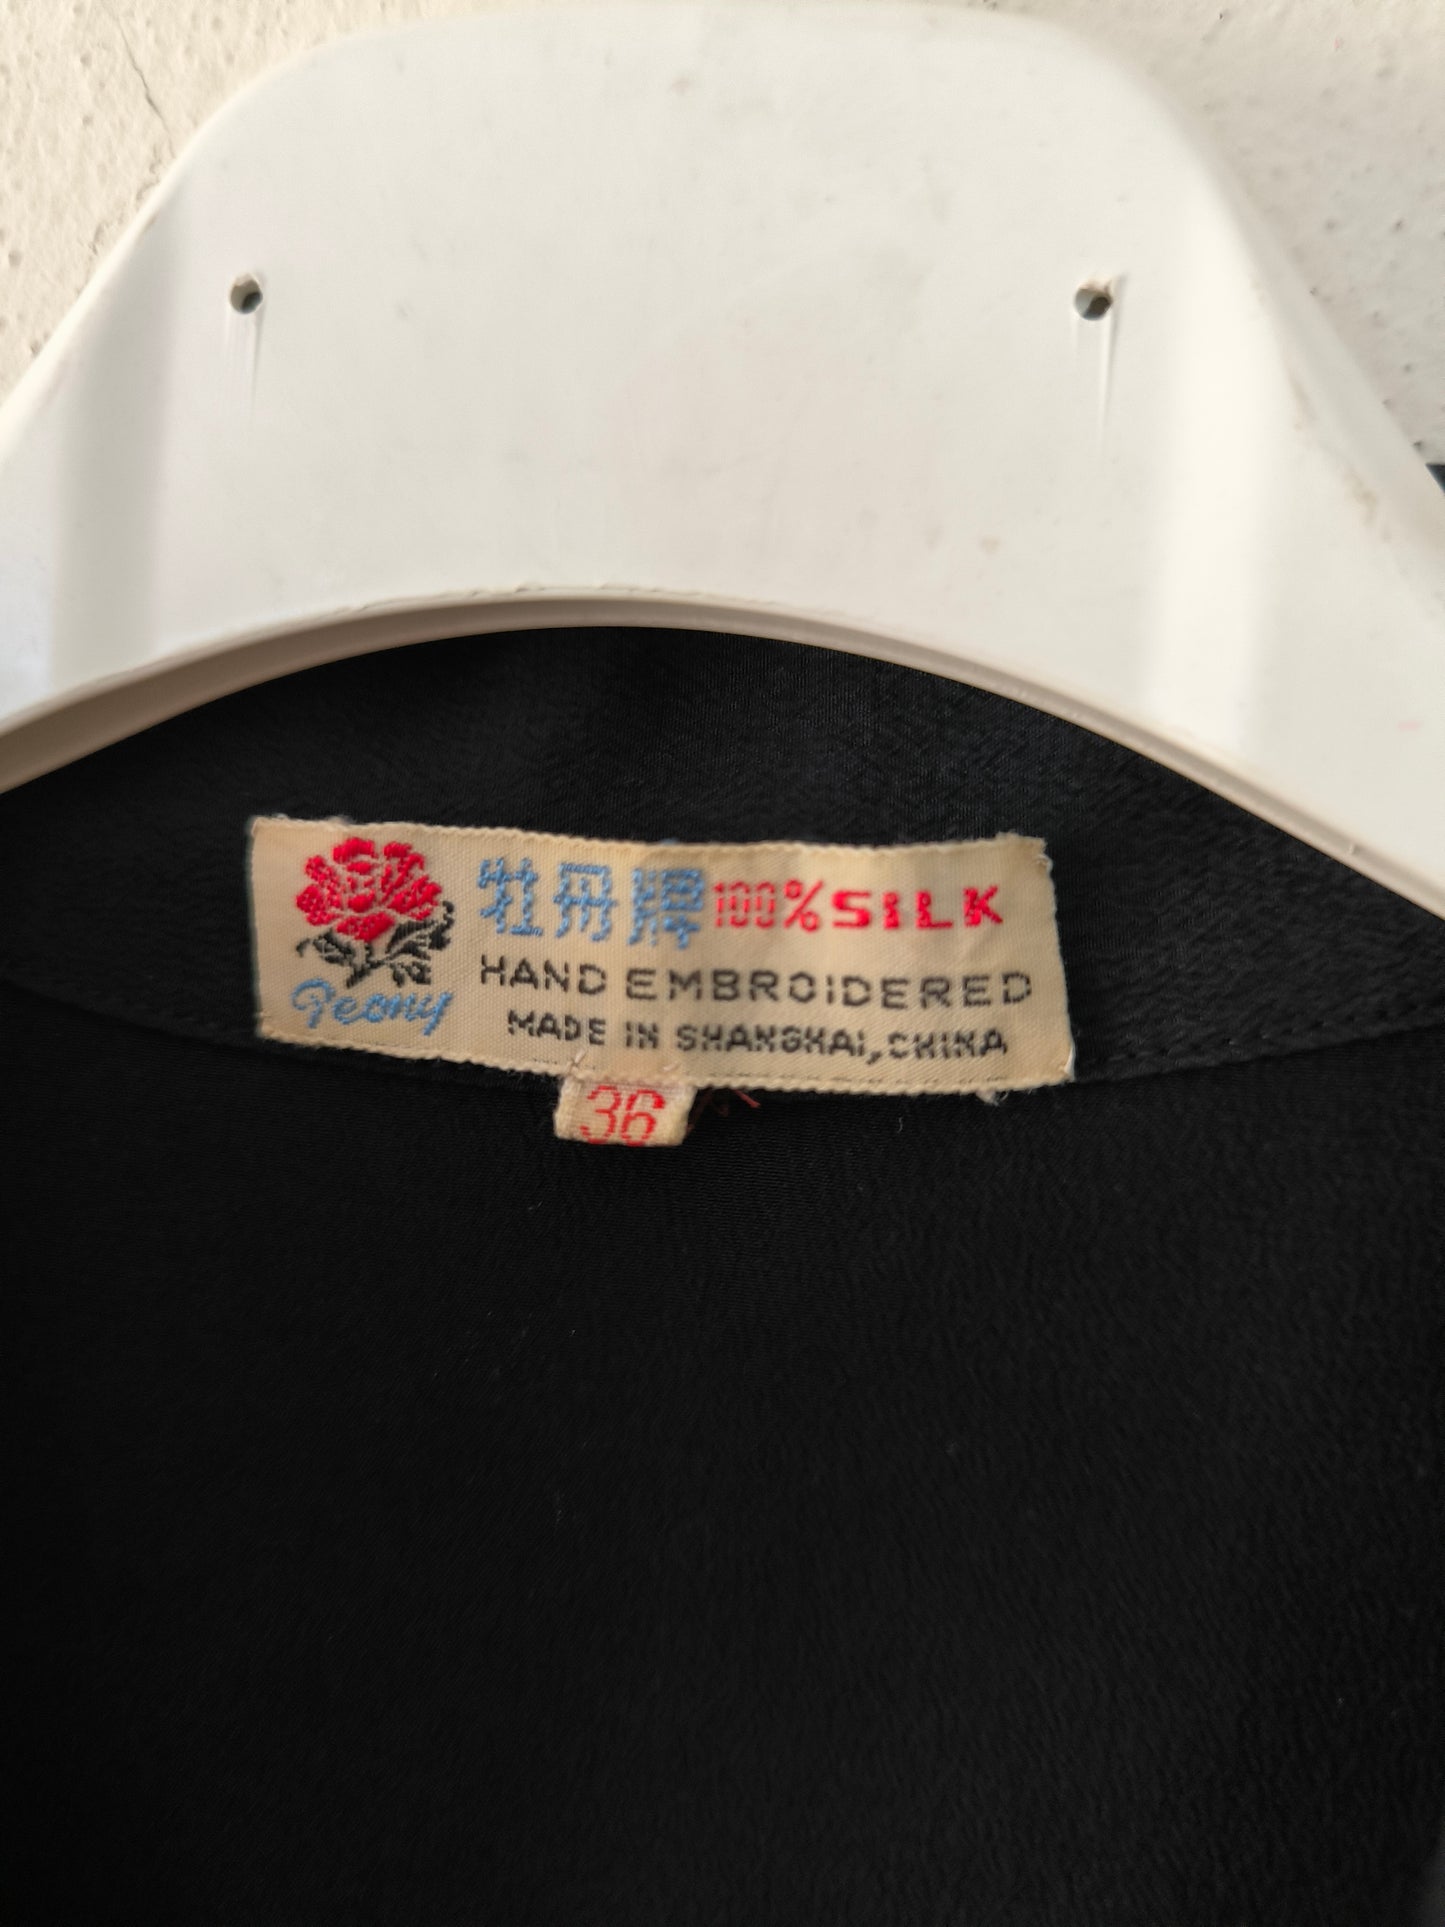 牡丹牌 100% SILK
HAND EMBROIDERED
Peony
MADE IN SHANGHAI, CHINA
36